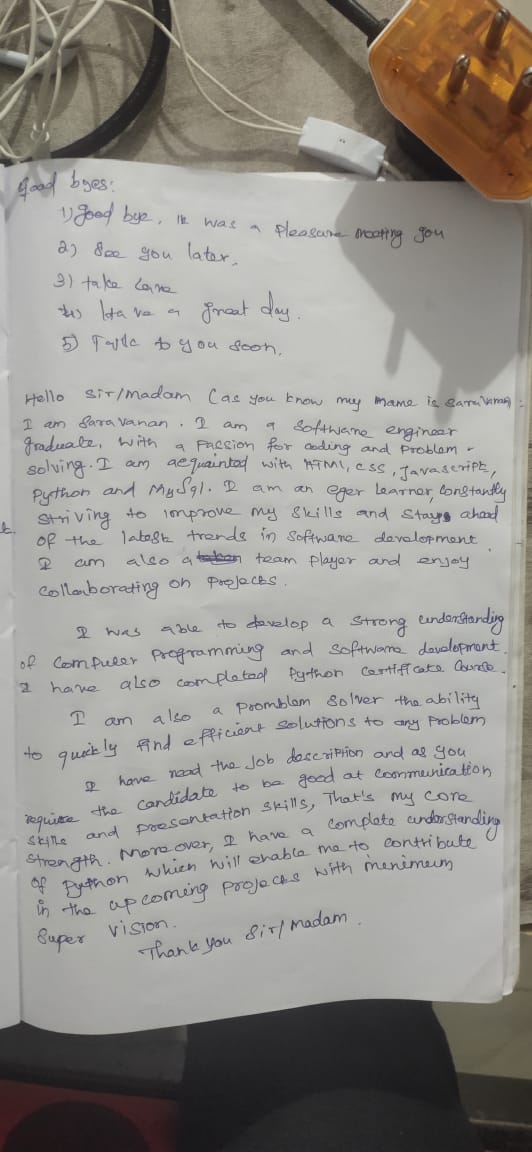 good byes:
1) good bye, it was a pleasure meeting you
2) See you later.
3) take care
4) Have a great day.
5) Talk to you soon.
Hello Sir/madam (as you know my name is Saravanan)
I am Saravanan. I am a Software engineer
graduate, with a passion for coding and problem-
solving. I am acquainted with HTML, CSS, Javascript,
Python and MySql. I am an eger learner, constantly
striving to improve my skills and stays ahead
of the latest trends in software development.
I am also a team player and enjoy
collaborating on projects.
I was able to develop a strong understanding
of computer programming and software development.
I have also completed Python certificate course.
I am also a proomblem solver the ability
to quickly find efficient solutions to any problem
I have read the Job description and as you
require the candidate to be good at communication
skills and presentation skills, That's my core
strength. More over, I have a complete understanding
of python which will enable me to contribute
in the upcoming projects with menimum
Super vision.
Thank you Sir/madam.